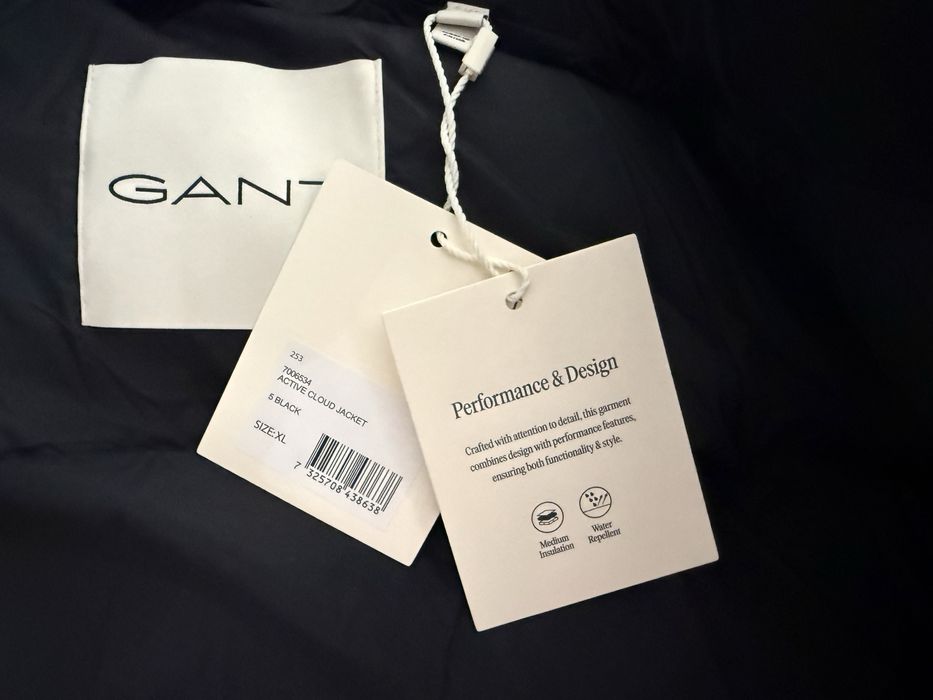 GANT
253
7006534
ACTIVE CLOUD JACKET
5 BLACK
SIZE:XL
7 325708 438638
Performance & Design
Crafted with attention to detail, this garment
combines design with performance features,
ensuring both functionality & style.
Medium
Insulation
Water
Repellent